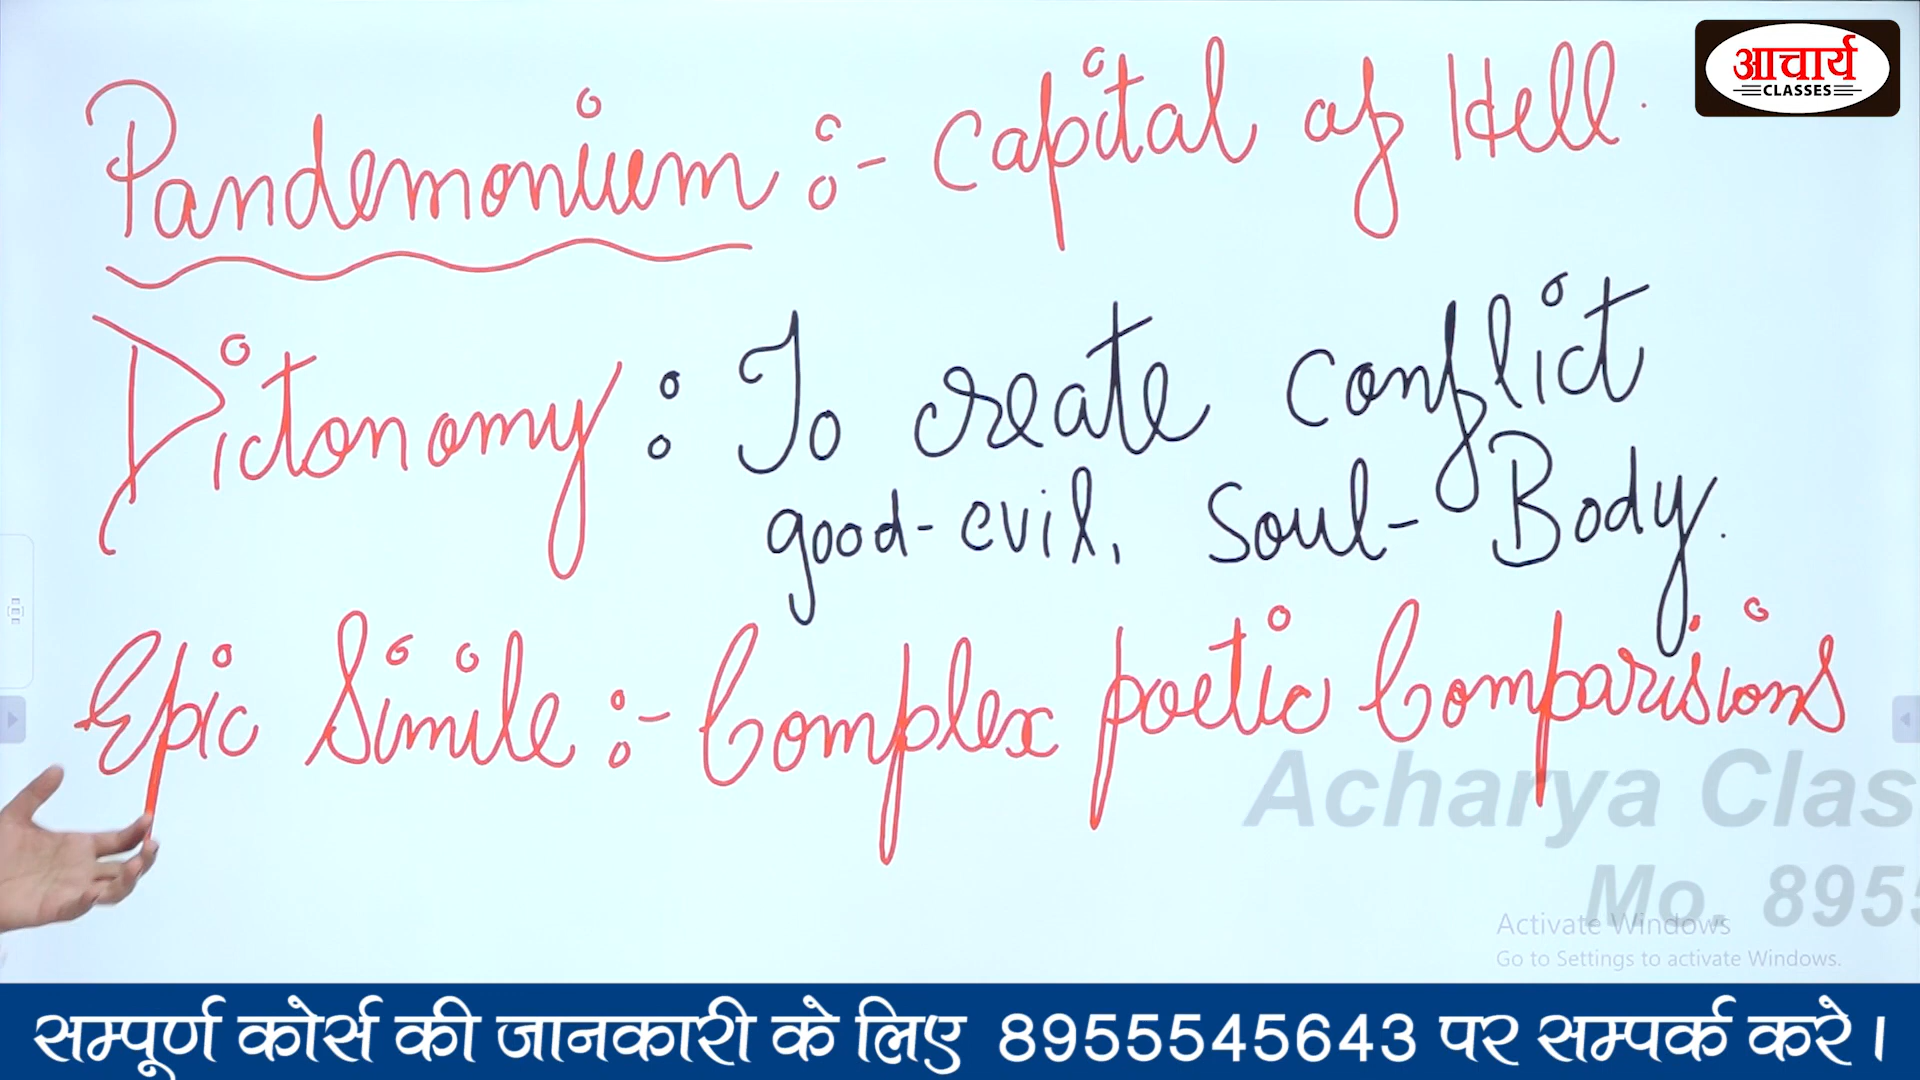 आचार्य
CLASSES
Pandemonium :- Capital of Hell.
Dictonomy : To create conflict
good-evil, Soul-Body.
Epic Simile :- Complex poetic Comparisions
Acharya Clas
Mo. 8955
Activate Windows
Go to Settings to activate Windows.
सम्पूर्ण कोर्स की जानकारी के लिए 8955545643 पर सम्पर्क करे।